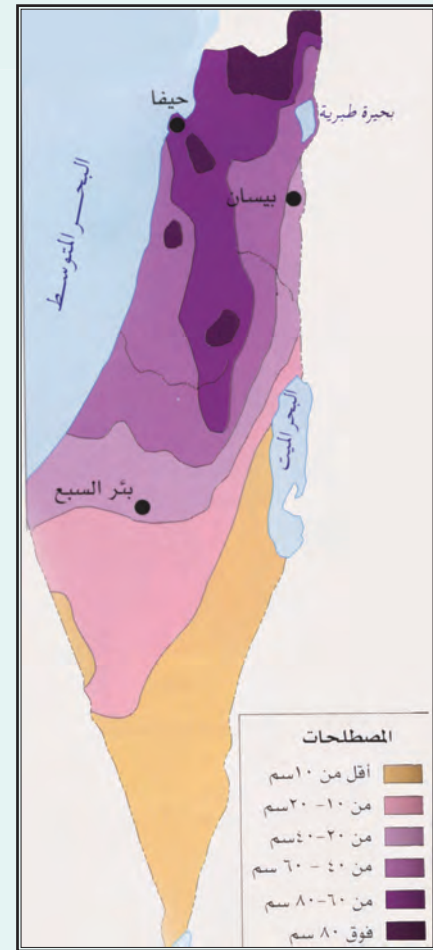 حيفا
بحيرة طبرية
بيسان
البحر المتوسط
البحر الميت
بئر السبع
المصطلحات
أقل من ١٠سم
من ١٠- ٢٠سم
من ٢٠-٤٠سم
من ٤٠ - ٦٠ سم
من ٦٠-٨٠ سم
فوق ٨٠ سم